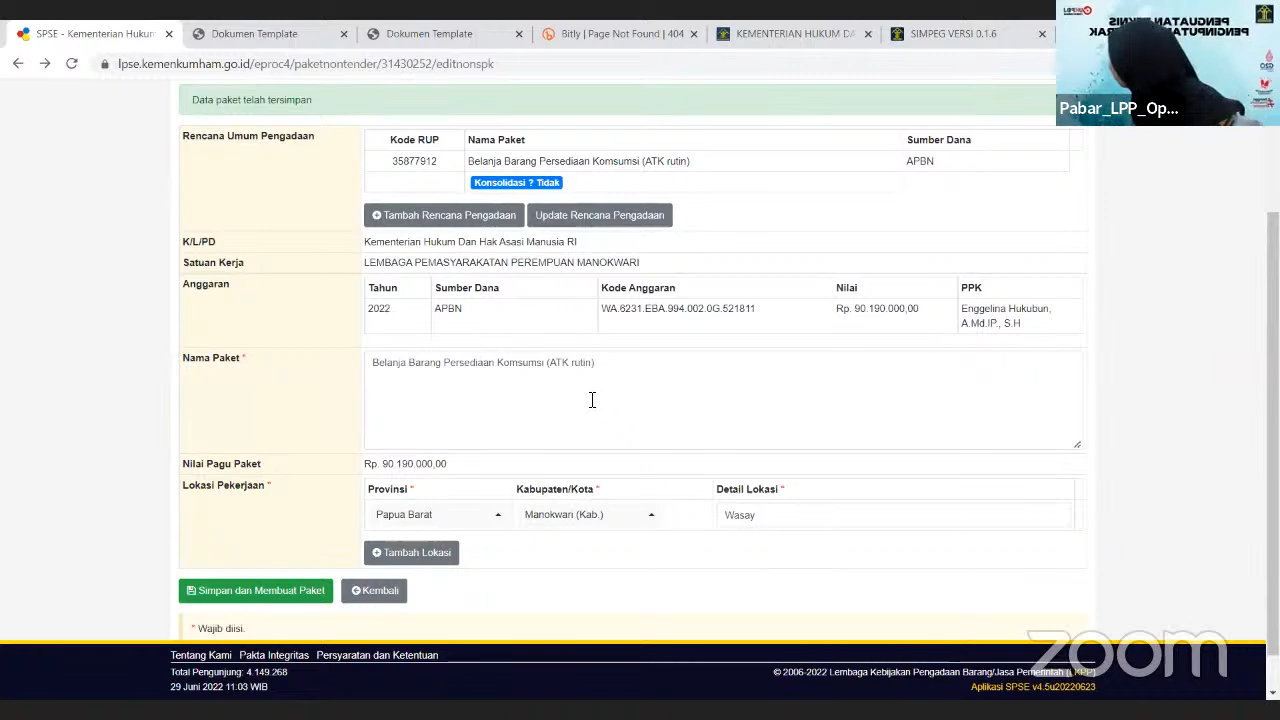 SPSE - Kementerian Hukum
Dokumen Template
Dokumen Template
Bitly | Page Not Found | 404
KEMENTERIAN HUKUM DA
SIMPEG VERSI 0.1.6
lpse.kemenkumham.go.id/eproc4/paketnontender/31430252/editnonspk
PENGUATAN TEKNIS
PENGINPUTAN
Pabar_LPP_Op...
Data paket telah tersimpan
Rencana Umum Pengadaan
Kode RUP Nama Paket Sumber Dana
35877912 Belanja Barang Persediaan Komsumsi (ATK rutin) APBN
Konsolidasi ? Tidak
Tambah Rencana Pengadaan Update Rencana Pengadaan
K/L/PD Kementerian Hukum Dan Hak Asasi Manusia RI
Satuan Kerja LEMBAGA PEMASYARAKATAN PEREMPUAN MANOKWARI
Anggaran
Tahun Sumber Dana Kode Anggaran Nilai PPK
2022 APBN WA.6231.EBA.994.002.0G.521811 Rp. 90.190.000,00 Enggelina Hukubun,
A.Md.IP., S.H
Nama Paket * Belanja Barang Persediaan Komsumsi (ATK rutin)
Nilai Pagu Paket Rp. 90.190.000,00
Lokasi Pekerjaan *
Provinsi * Kabupaten/Kota * Detail Lokasi *
Papua Barat Manokwari (Kab.) Wasay
Tambah Lokasi
Simpan dan Membuat Paket Kembali
* Wajib diisi.
zoom
Tentang Kami Pakta Integritas Persyaratan dan Ketentuan
Total Pengunjung: 4.149.268
© 2006-2022 Lembaga Kebijakan Pengadaan Barang/Jasa Pemerintah (LKPP)
29 Juni 2022 11:03 WIB
Aplikasi SPSE v4.5u20220623